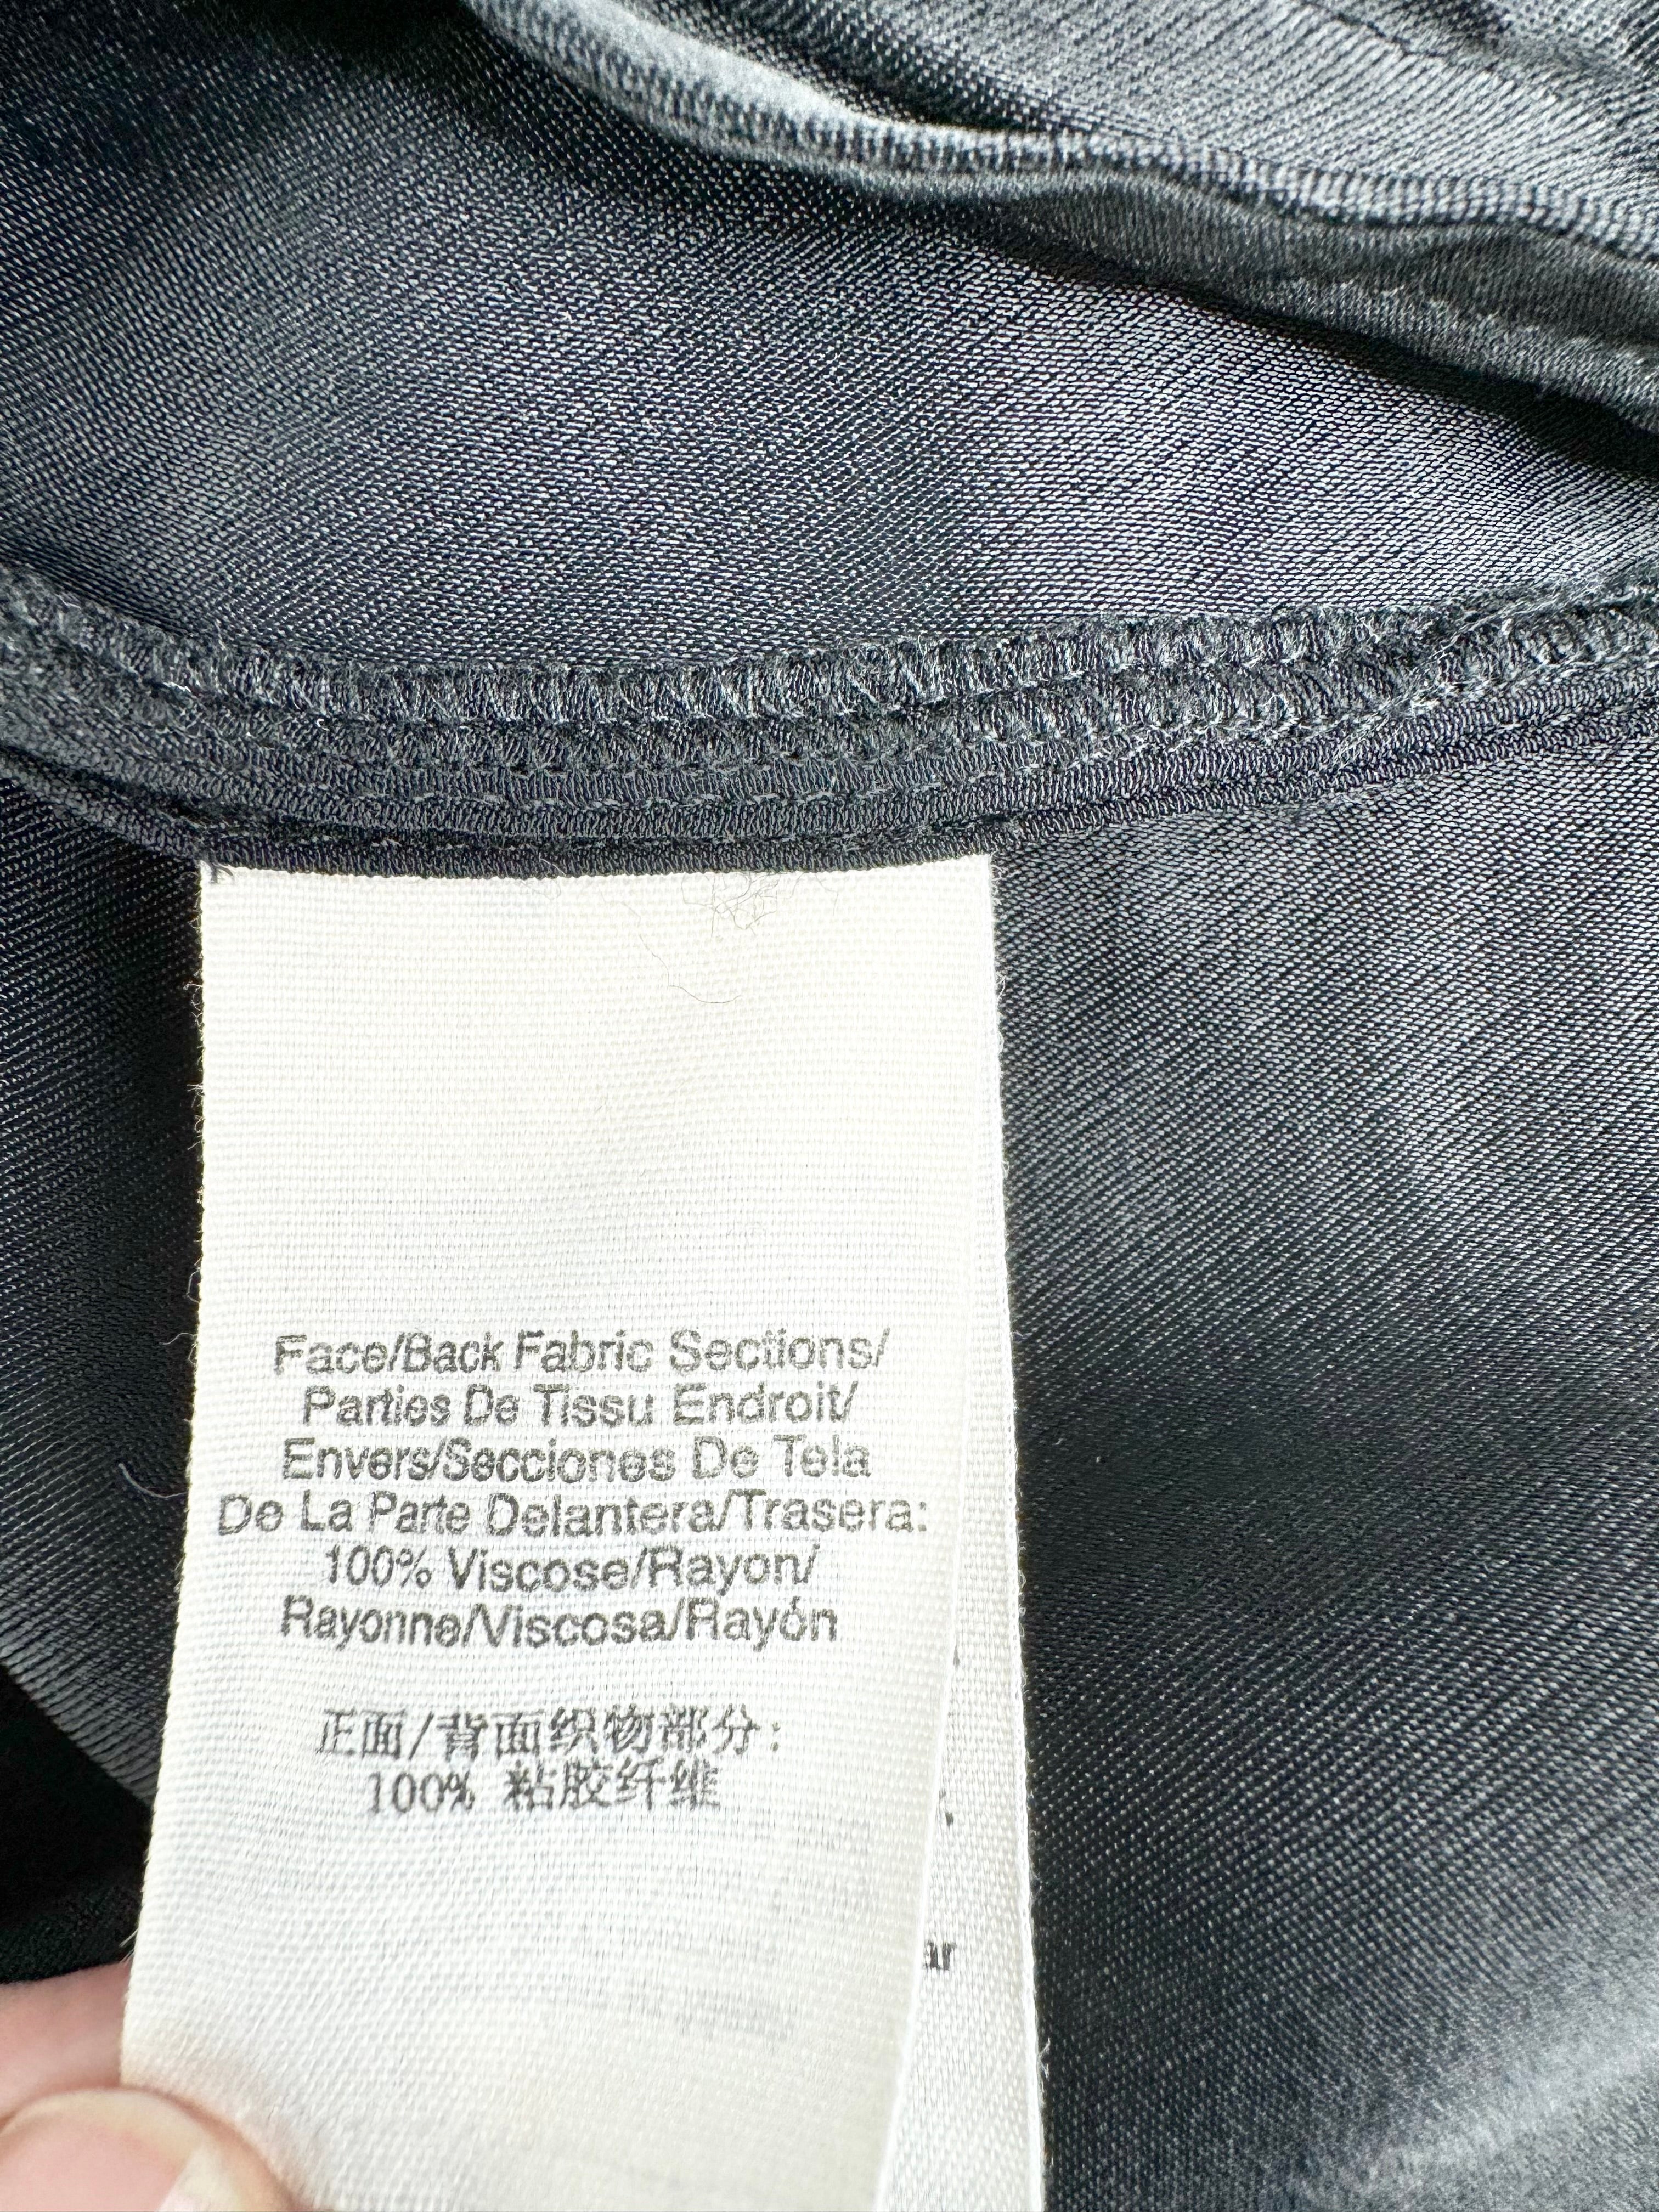 Face/Back Fabric Sections/
Parties De Tissu Endroit/
Envers/Secciones De Tela
De La Parte Delantera/Trasera:
100% Viscose/Rayon/
Rayonne/Viscosa/Rayón
正面/背面织物部分:
100% 粘胶纤维
ar